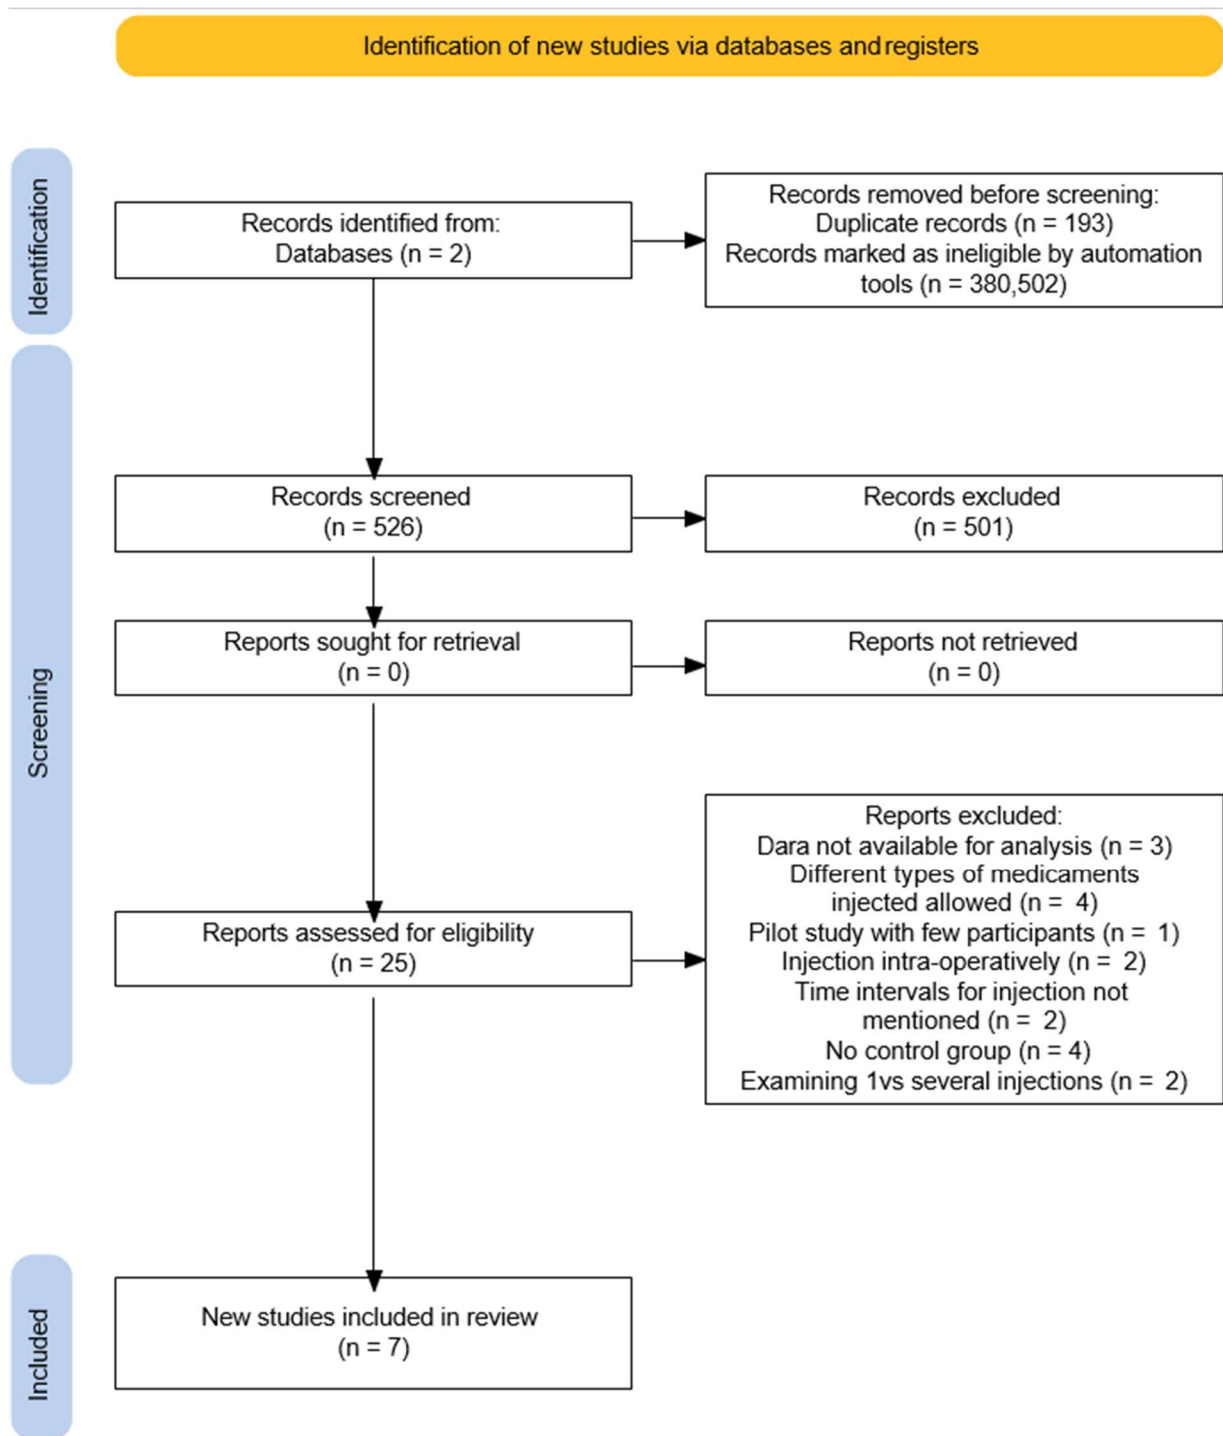 Identification of new studies via databases and registers
Identification
Records identified from:
Databases (n = 2)
Records removed before screening:
Duplicate records (n = 193)
Records marked as ineligible by automation
tools (n = 380,502)
Screening
Records screened
(n = 526)
Records excluded
(n = 501)
Reports sought for retrieval
(n = 0)
Reports not retrieved
(n = 0)
Reports assessed for eligibility
(n = 25)
Reports excluded:
Dara not available for analysis (n = 3)
Different types of medicaments
injected allowed (n = 4)
Pilot study with few participants (n = 1)
Injection intra-operatively (n = 2)
Time intervals for injection not
mentioned (n = 2)
No control group (n = 4)
Examining 1vs several injections (n = 2)
Included
New studies included in review
(n = 7)